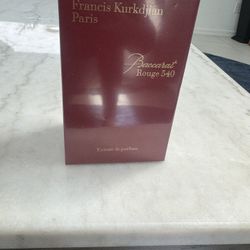 Francis Kurkdjian
Paris
Baccarat
Rouge 540
Extrait de parfum